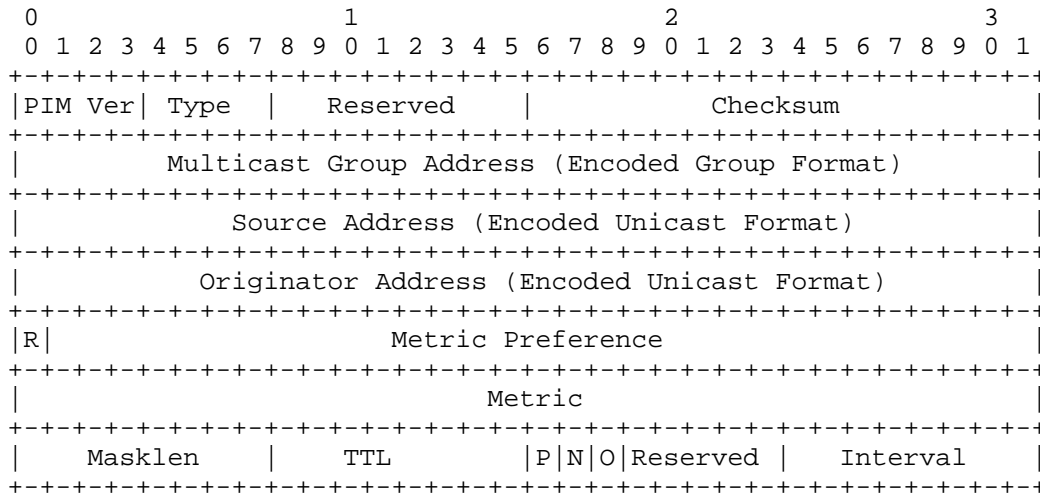 0                   1                   2                   3
 0 1 2 3 4 5 6 7 8 9 0 1 2 3 4 5 6 7 8 9 0 1 2 3 4 5 6 7 8 9 0 1
+-+-+-+-+-+-+-+-+-+-+-+-+-+-+-+-+-+-+-+-+-+-+-+-+-+-+-+-+-+-+-+-+
|PIM Ver| Type  |   Reserved    |           Checksum            |
+-+-+-+-+-+-+-+-+-+-+-+-+-+-+-+-+-+-+-+-+-+-+-+-+-+-+-+-+-+-+-+-+
|         Multicast Group Address (Encoded Group Format)        |
+-+-+-+-+-+-+-+-+-+-+-+-+-+-+-+-+-+-+-+-+-+-+-+-+-+-+-+-+-+-+-+-+
|             Source Address (Encoded Unicast Format)           |
+-+-+-+-+-+-+-+-+-+-+-+-+-+-+-+-+-+-+-+-+-+-+-+-+-+-+-+-+-+-+-+-+
|           Originator Address (Encoded Unicast Format)         |
+-+-+-+-+-+-+-+-+-+-+-+-+-+-+-+-+-+-+-+-+-+-+-+-+-+-+-+-+-+-+-+-+
|R|                     Metric Preference                       |
+-+-+-+-+-+-+-+-+-+-+-+-+-+-+-+-+-+-+-+-+-+-+-+-+-+-+-+-+-+-+-+-+
|                             Metric                            |
+-+-+-+-+-+-+-+-+-+-+-+-+-+-+-+-+-+-+-+-+-+-+-+-+-+-+-+-+-+-+-+-+
|    Masklen    |    TTL        |P|N|O|Reserved |   Interval    |
+-+-+-+-+-+-+-+-+-+-+-+-+-+-+-+-+-+-+-+-+-+-+-+-+-+-+-+-+-+-+-+-+